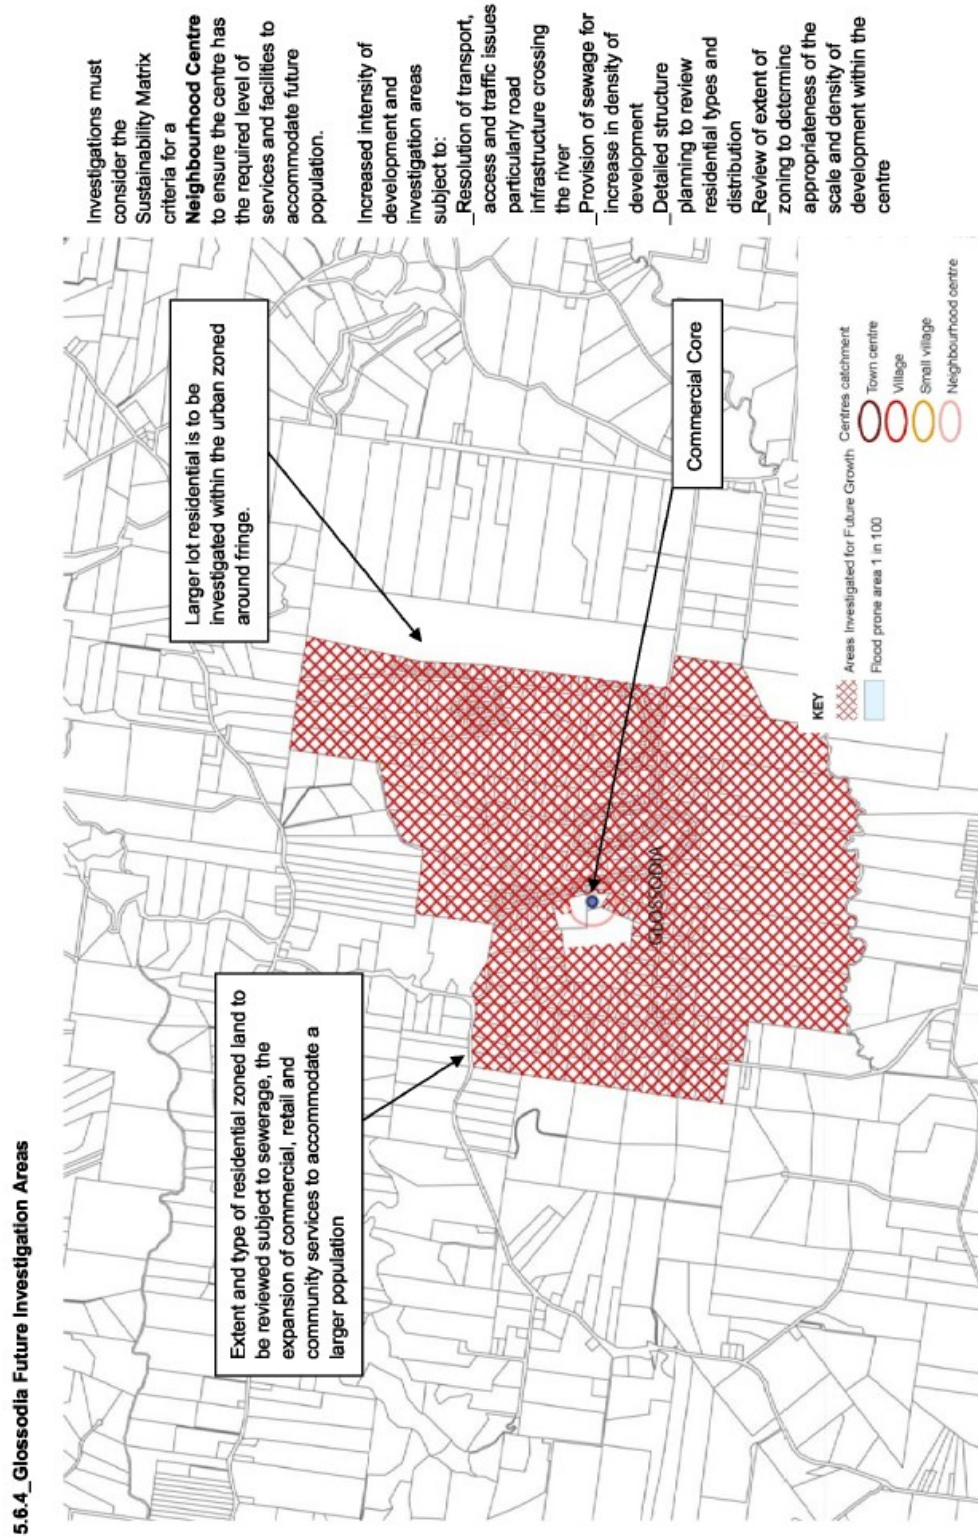 5.6.4_Glossodia Future Investigation Areas
Extent and type of residential zoned land to
be reviewed subject to sewerage, the
expansion of commercial, retail and
community services to accommodate a
larger population
Larger lot residential is to be
investigated within the urban zoned
around fringe.
Commercial Core
GLOSSODIA
KEY
Areas Investigated for Future Growth
Flood prone area 1 in 100
Centres catchment
Town centre
Village
Small village
Neighbourhood centre
Investigations must
consider the
Sustainability Matrix
criteria for a
Neighbourhood Centre
to ensure the centre has
the required level of
services and facilities to
accommodate future
population.
Increased intensity of
development and
investigation areas
subject to:
_Resolution of transport,
access and traffic issues
particularly road
infrastructure crossing
the river
_Provision of sewage for
increase in density of
development
_Detailed structure
planning to review
residential types and
distribution
_Review of extent of
zoning to determine
appropriateness of the
scale and density of
development within the
centre